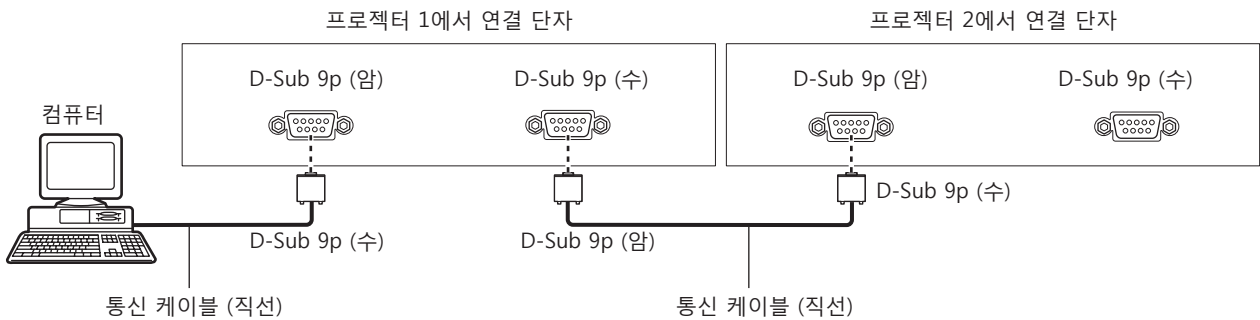 프로젝터 1에서 연결 단자
프로젝터 2에서 연결 단자
D-Sub 9p (암)
D-Sub 9p (수)
D-Sub 9p (암)
D-Sub 9p (수)
컴퓨터
D-Sub 9p (수)
D-Sub 9p (수)
D-Sub 9p (암)
통신 케이블 (직선)
통신 케이블 (직선)